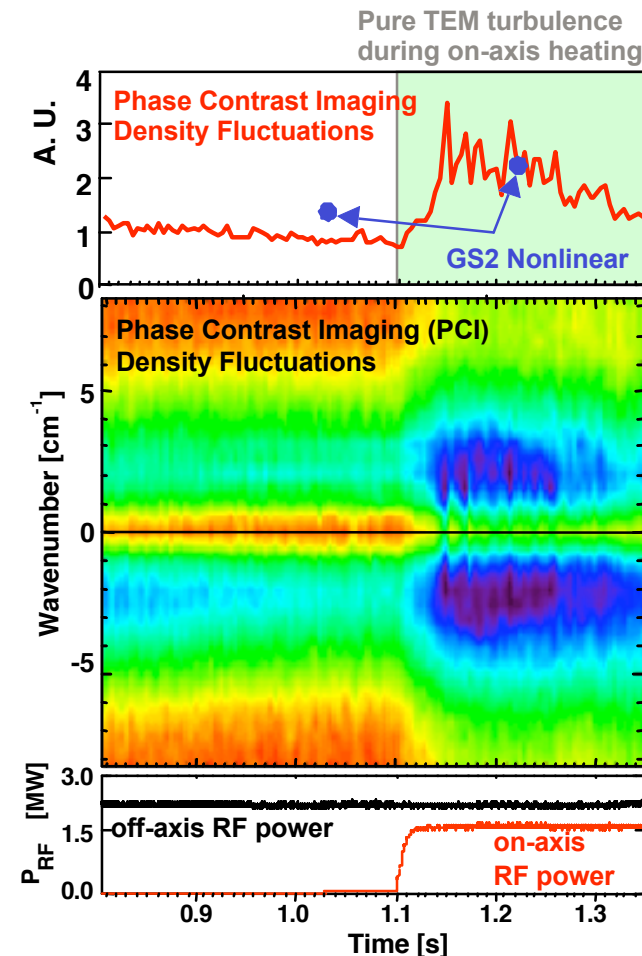 Pure TEM turbulence
during on-axis heating
4
3
2
1
0
A. U.
Phase Contrast Imaging
Density Fluctuations
GS2 Nonlinear
Phase Contrast Imaging (PCI)
Density Fluctuations
5
0
-5
Wavenumber [cm-1]
3.0
1.5
0.0
PRF [MW]
off-axis RF power
on-axis
RF power
0.9 1.0 1.1 1.2 1.3
Time [s]